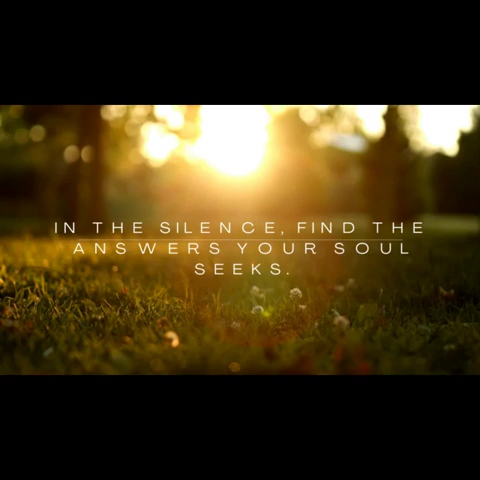 IN THE SILENCE, FIND THE
ANSWERS YOUR SOUL
SEEKS.